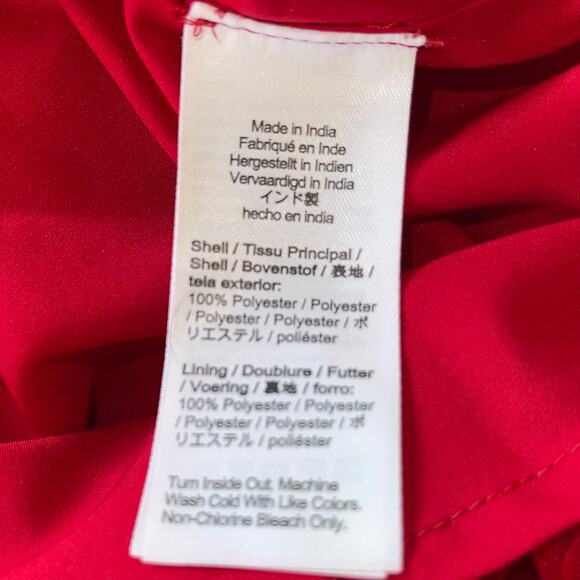 Made in India
Fabriqué en Inde
Hergestellt in Indien
Vervaardigd in India
インド製
hecho en india
Shell / Tissu Principal /
Shell / Bovenstof / 表地 /
tela exterior:
100% Polyester / Polyester
/ Polyester / Polyester / ポ
リエステル / poliéster
Lining / Doublure / Futter
/ Voering / 裏地 / forro:
100% Polyester / Polyester
/ Polyester / Polyester / ポ
リエステル / poliéster
Turn Inside Out. Machine
Wash Cold With Like Colors.
Non-Chlorine Bleach Only.